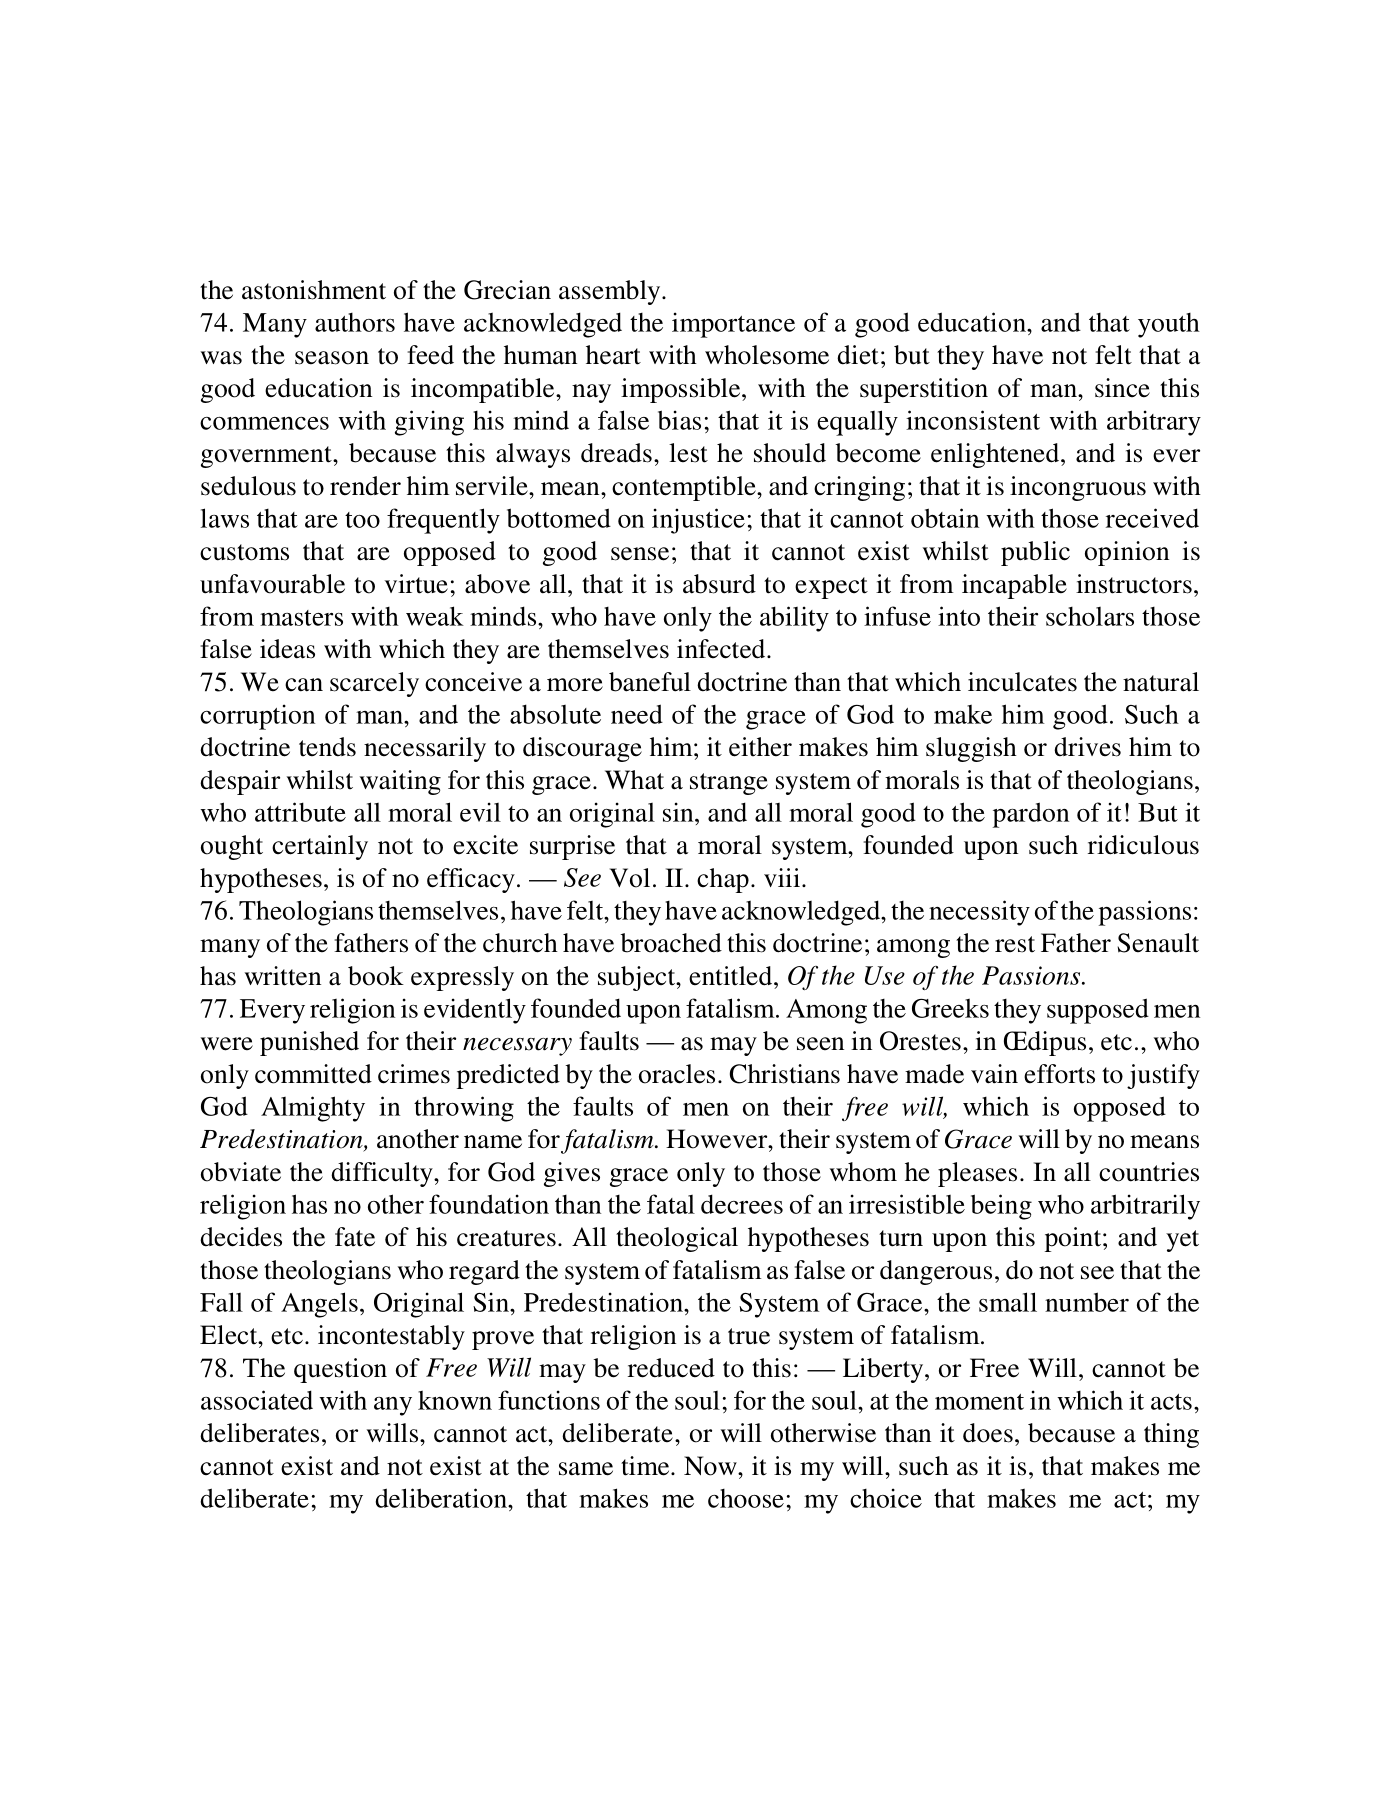 the astonishment of the Grecian assembly.
74. Many authors have acknowledged the importance of a good education, and that youth
was the season to feed the human heart with wholesome diet; but they have not felt that a
good education is incompatible, nay impossible, with the superstition of man, since this
commences with giving his mind a false bias; that it is equally inconsistent with arbitrary
government, because this always dreads, lest he should become enlightened, and is ever
sedulous to render him servile, mean, contemptible, and cringing; that it is incongruous with
laws that are too frequently bottomed on injustice; that it cannot obtain with those received
customs that are opposed to good sense; that it cannot exist whilst public opinion is
unfavourable to virtue; above all, that it is absurd to expect it from incapable instructors,
from masters with weak minds, who have only the ability to infuse into their scholars those
false ideas with which they are themselves infected.
75. We can scarcely conceive a more baneful doctrine than that which inculcates the natural
corruption of man, and the absolute need of the grace of God to make him good. Such a
doctrine tends necessarily to discourage him; it either makes him sluggish or drives him to
despair whilst waiting for this grace. What a strange system of morals is that of theologians,
who attribute all moral evil to an original sin, and all moral good to the pardon of it! But it
ought certainly not to excite surprise that a moral system, founded upon such ridiculous
hypotheses, is of no efficacy. — See Vol. II. chap. viii.
76. Theologians themselves, have felt, they have acknowledged, the necessity of the passions:
many of the fathers of the church have broached this doctrine; among the rest Father Senault
has written a book expressly on the subject, entitled, Of the Use of the Passions.
77. Every religion is evidently founded upon fatalism. Among the Greeks they supposed men
were punished for their necessary faults — as may be seen in Orestes, in Œdipus, etc., who
only committed crimes predicted by the oracles. Christians have made vain efforts to justify
God Almighty in throwing the faults of men on their free will, which is opposed to
Predestination, another name for fatalism. However, their system of Grace will by no means
obviate the difficulty, for God gives grace only to those whom he pleases. In all countries
religion has no other foundation than the fatal decrees of an irresistible being who arbitrarily
decides the fate of his creatures. All theological hypotheses turn upon this point; and yet
those theologians who regard the system of fatalism as false or dangerous, do not see that the
Fall of Angels, Original Sin, Predestination, the System of Grace, the small number of the
Elect, etc. incontestably prove that religion is a true system of fatalism.
78. The question of Free Will may be reduced to this: — Liberty, or Free Will, cannot be
associated with any known functions of the soul; for the soul, at the moment in which it acts,
deliberates, or wills, cannot act, deliberate, or will otherwise than it does, because a thing
cannot exist and not exist at the same time. Now, it is my will, such as it is, that makes me
deliberate; my deliberation, that makes me choose; my choice that makes me act; my